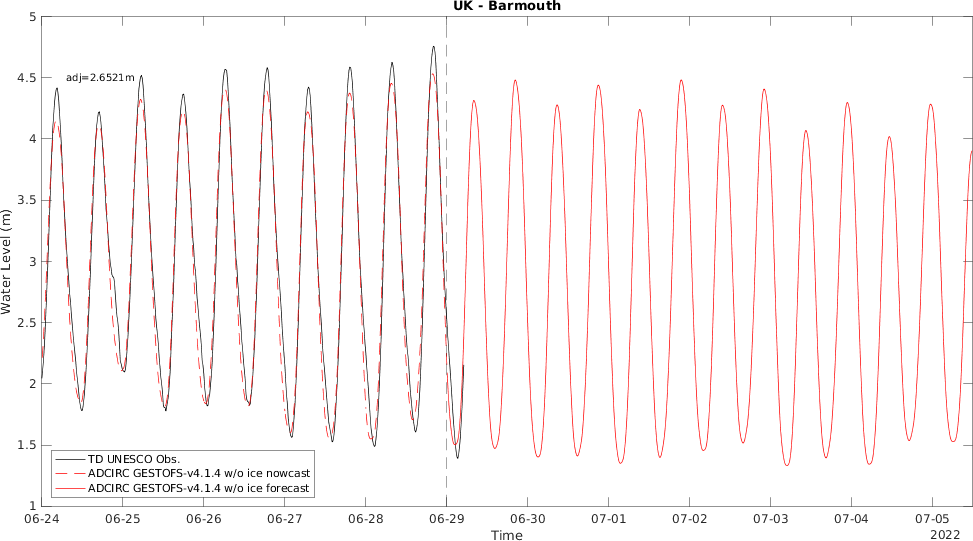 UK - Barmouth
5
adj=2.6521m
4.5
4
3.5
3
2.5
2
1.5
1
Water Level (m)
TD UNESCO Obs.
ADCIRC GESTOFS-v4.1.4 w/o ice nowcast
ADCIRC GESTOFS-v4.1.4 w/o ice forecast
06-24 06-25 06-26 06-27 06-28 06-29 06-30 07-01 07-02 07-03 07-04 07-05
Time
2022